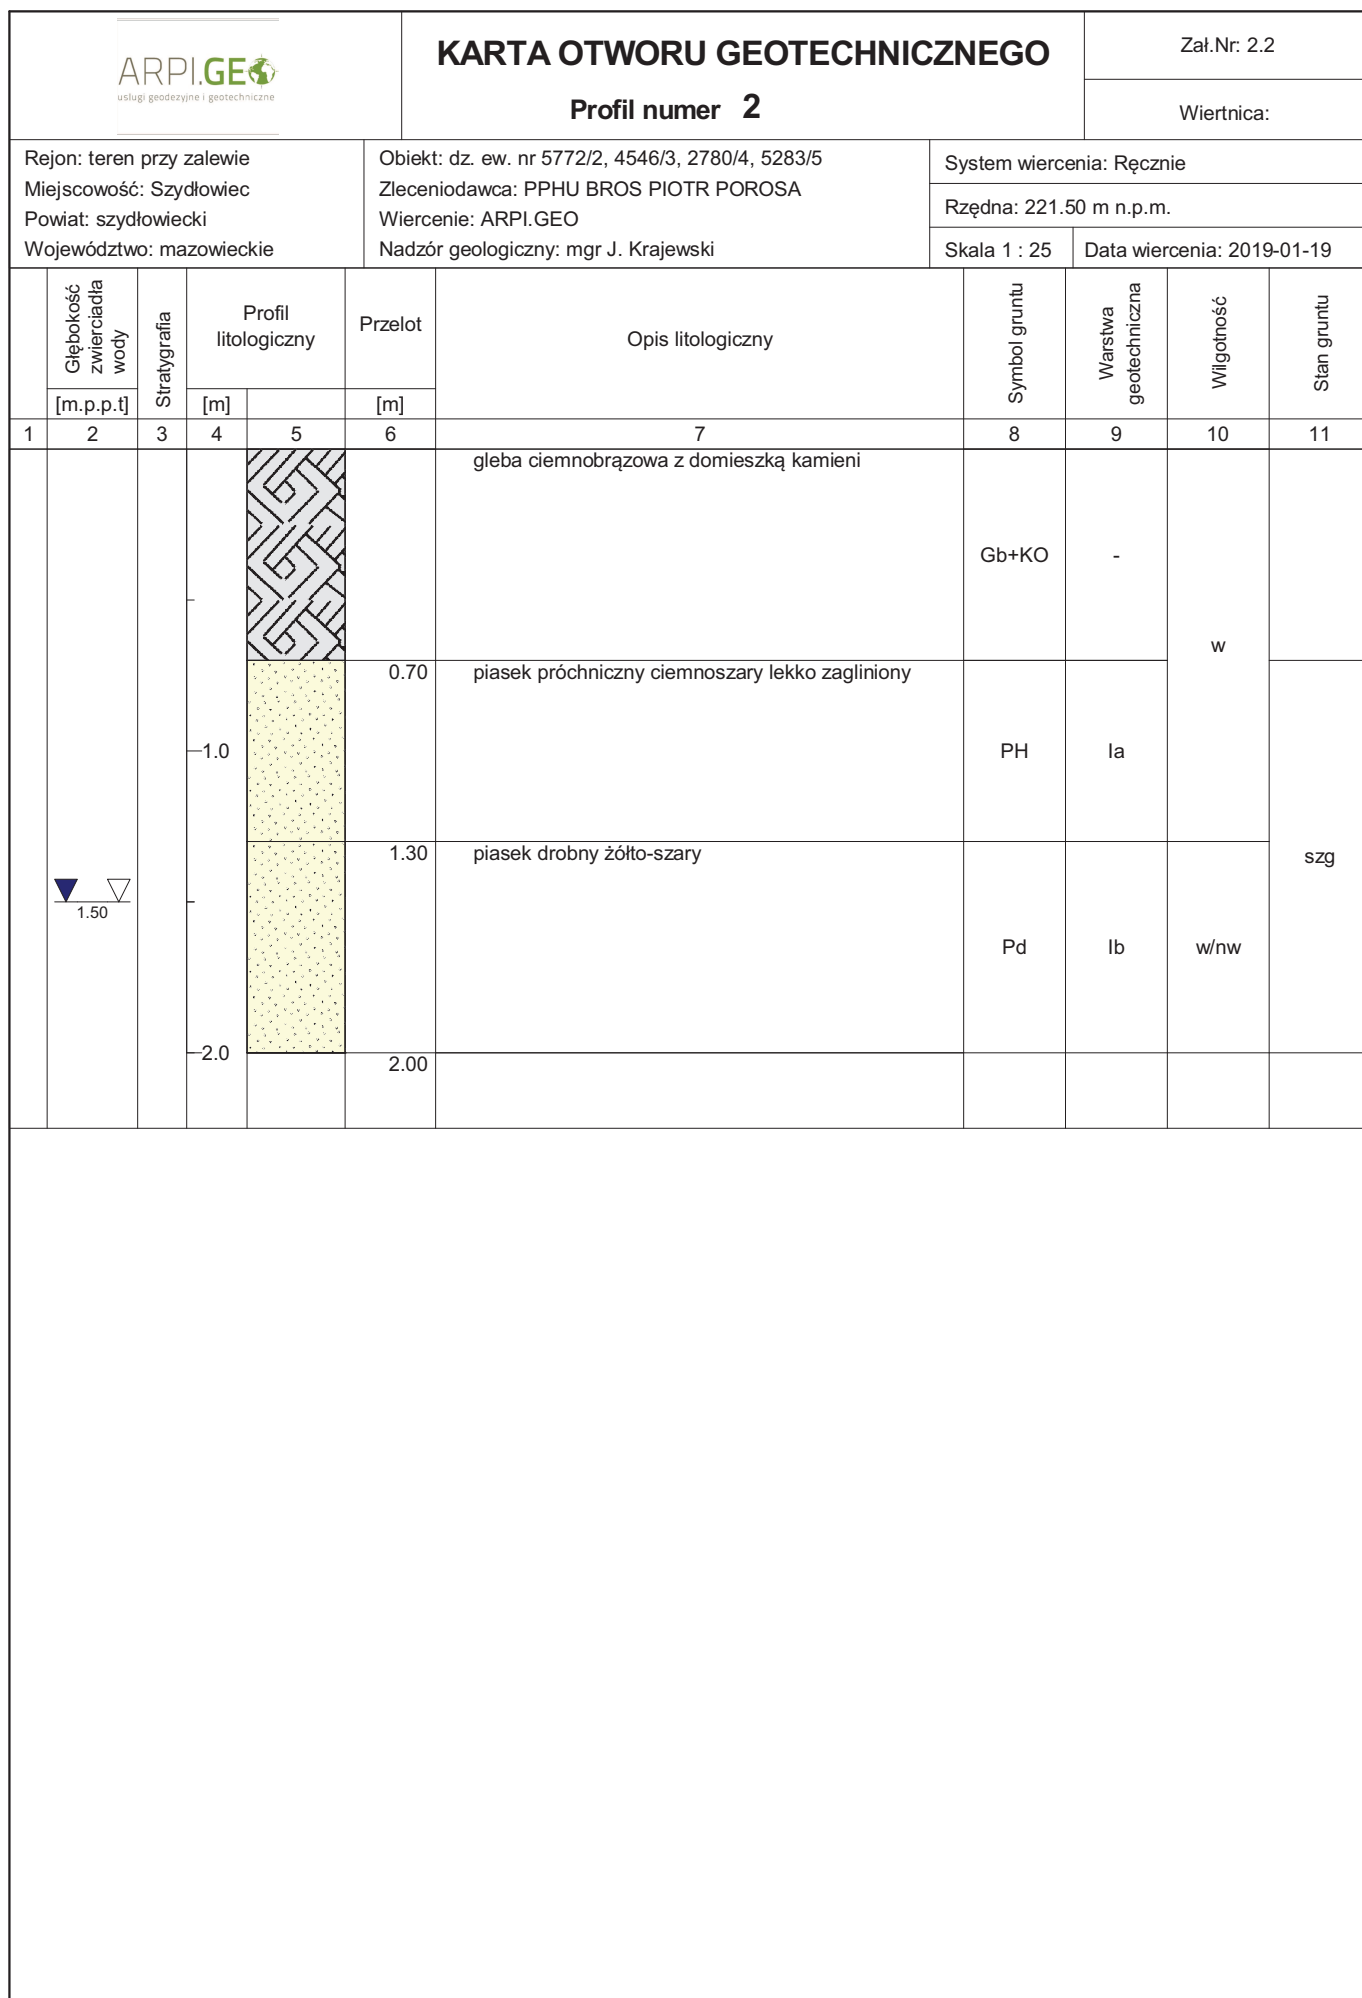 ARPI.GEO
usługi geodezyjne i geotechniczne
KARTA OTWORU GEOTECHNICZNEGO
Profil numer 2
Zał.Nr: 2.2
Wiertnica:
Rejon: teren przy zalewie
Miejscowość: Szydłowiec
Powiat: szydłowiecki
Województwo: mazowieckie
Obiekt: dz. ew. nr 5772/2, 4546/3, 2780/4, 5283/5
Zleceniodawca: PPHU BROS PIOTR POROSA
Wiercenie: ARPI.GEO
Nadzór geologiczny: mgr J. Krajewski
System wiercenia: Ręcznie
Rzędna: 221.50 m n.p.m.
Skala 1 : 25
Data wiercenia: 2019-01-19
Głębokość
zwierciadła
wody
[m.p.p.t]
Stratygrafia
Profil
litologiczny
[m]
Przelot
[m]
Opis litologiczny
Symbol gruntu
Warstwa
geotechniczna
Wilgotność
Stan gruntu
1 2 3 4 5 6 7 8 9 10 11
gleba ciemnobrązowa z domieszką kamieni
Gb+KO -
w
0.70 piasek próchniczny ciemnoszary lekko zagliniony
1.0 PH Ia
1.30 piasek drobny żółto-szary
szg
1.50
Pd Ib w/nw
2.0
2.00